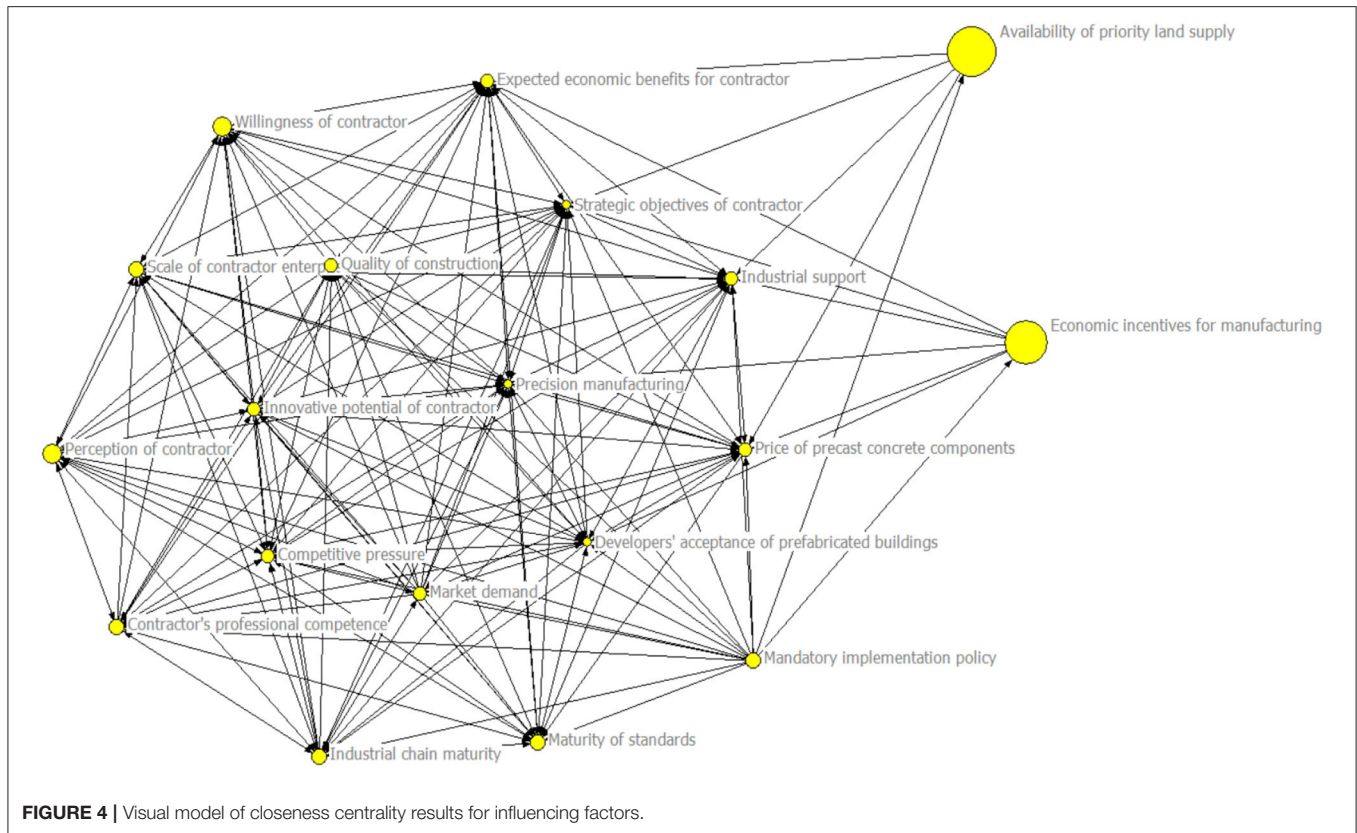 Availability of priority land supply
Expected economic benefits for contractor
Willingness of contractor
Strategic objectives of contractor
Scale of contractor enterp
Quality of construction
Industrial support
Economic incentives for manufacturing
Precision manufacturing
Innovative potential of contractor
Perception of contractor
Price of precast concrete components
Developers' acceptance of prefabricated buildings
Competitive pressure
Market demand
Contractor's professional competence
Mandatory implementation policy
Maturity of standards
Industrial chain maturity
FIGURE 4 | Visual model of closeness centrality results for influencing factors.